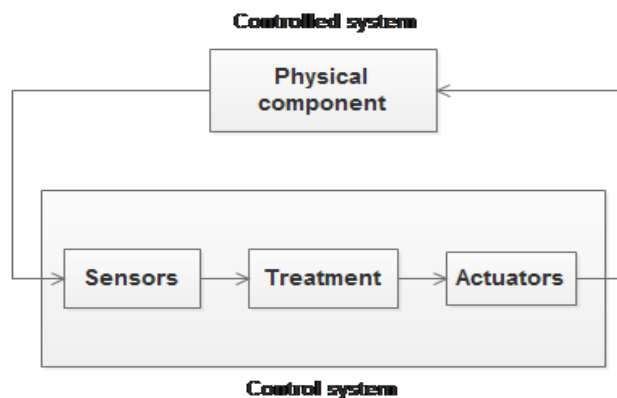 Controlled system
Physical
component
Sensors
Treatment
Actuators
Control system